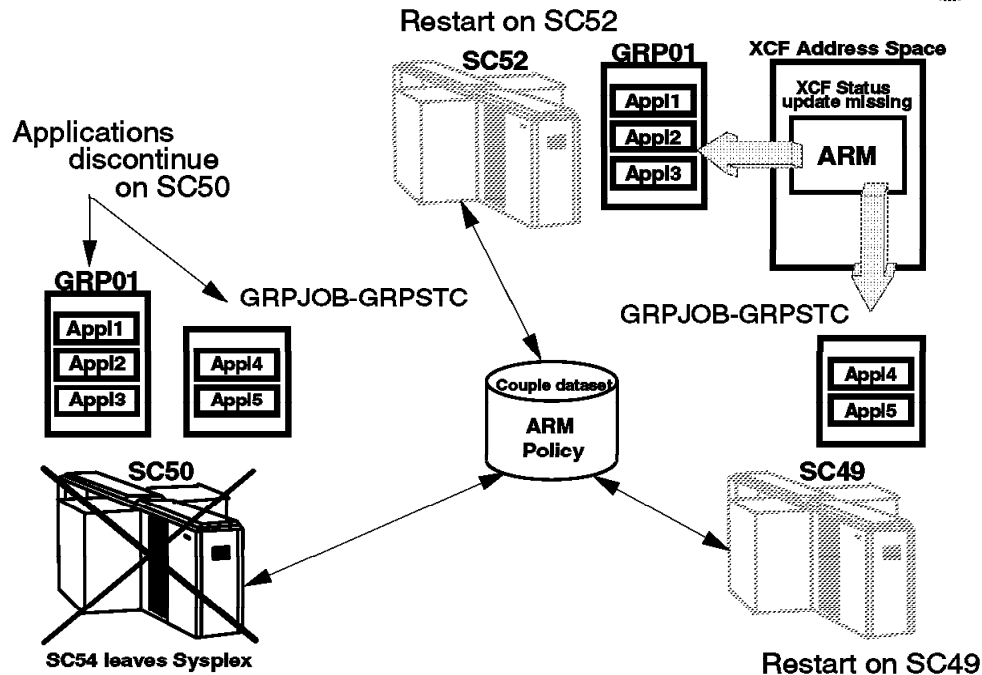 Restart on SC52
SC52
GRP01
Appl1
Appl2
Appl3
XCF Address Space
XCF Status
update missing
ARM
Applications
discontinue
on SC50
GRP01
Appl1
Appl2
Appl3
GRPJOB-GRPSTC
Appl4
Appl5
GRPJOB-GRPSTC
Appl4
Appl5
Couple dataset
ARM
Policy
SC50
SC54 leaves Sysplex
SC49
Restart on SC49